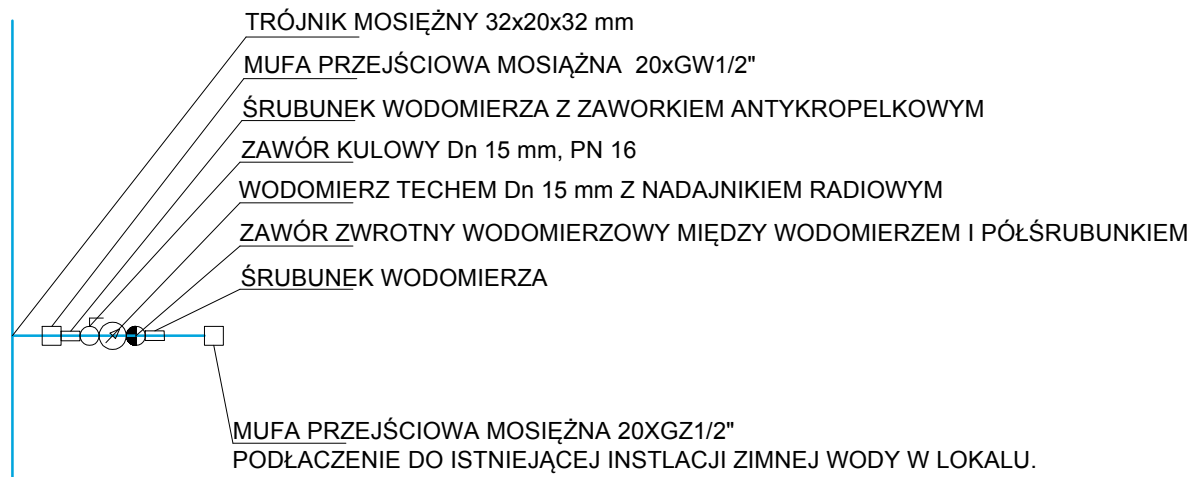 TRÓJNIK MOSIĘŻNY 32x20x32 mm
MUFA PRZEJŚCIOWA MOSIĄŻNA 20xGW1/2"
ŚRUBUNEK WODOMIERZA Z ZAWORKIEM ANTYKROPELKOWYM
ZAWÓR KULOWY Dn 15 mm, PN 16
WODOMIERZ TECHEM Dn 15 mm Z NADAJNIKIEM RADIOWYM
ZAWÓR ZWROTNY WODOMIERZOWY MIĘDZY WODOMIERZEM I PÓŁŚRUBUNKIEM
ŚRUBUNEK WODOMIERZA
MUFA PRZEJŚCIOWA MOSIĘŻNA 20XGZ1/2"
PODŁACZENIE DO ISTNIEJĄCEJ INSTLACJI ZIMNEJ WODY W LOKALU.